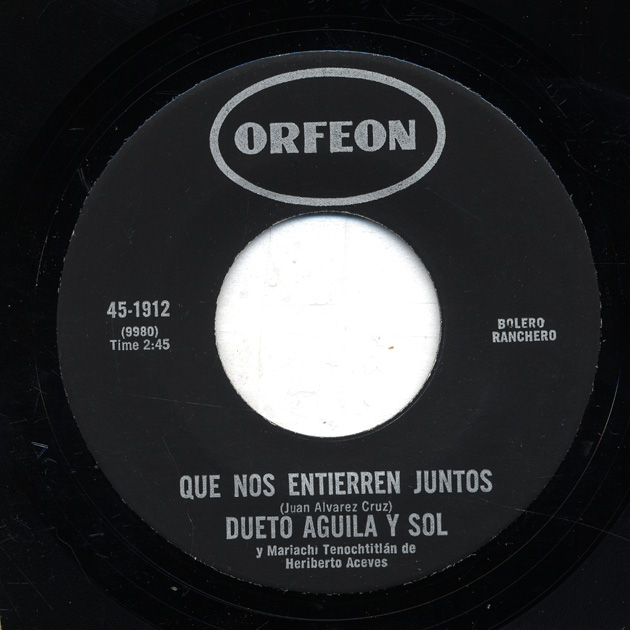 ORFEON
45-1912
(9980)
Time 2:45
BOLERO
RANCHERO
QUE NOS ENTIERREN JUNTOS
(Juan Alvarez Cruz)
DUETO AGUILA Y SOL
y Mariachi Tenochtitlán de
Heriberto Aceves